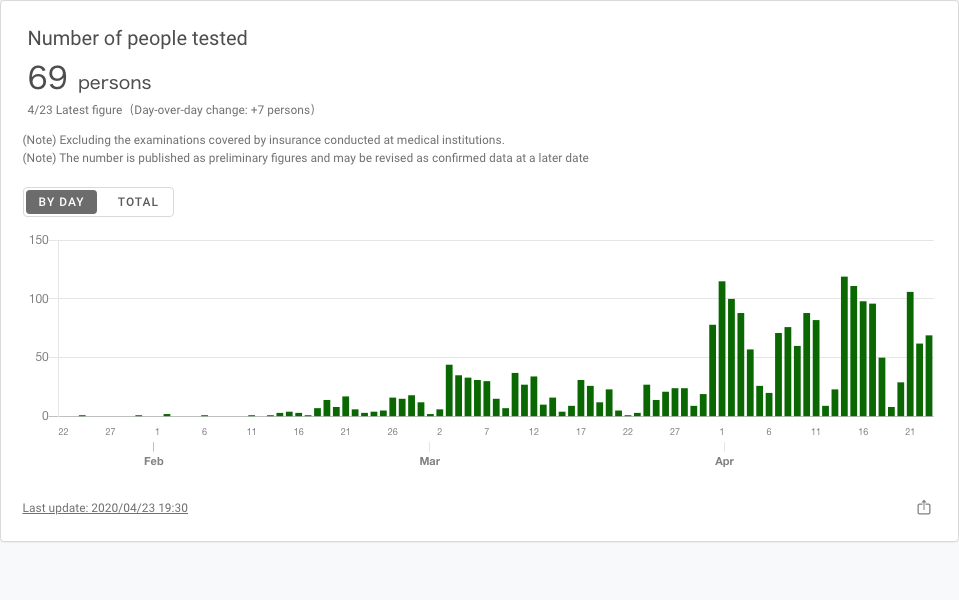 Number of people tested
69 persons
4/23 Latest figure（Day-over-day change: +7 persons）
(Note) Excluding the examinations covered by insurance conducted at medical institutions.
(Note) The number is published as preliminary figures and may be revised as confirmed data at a later date
BY DAY TOTAL
150
100
50
0
22 27 1 6 11 16 21 26 2 7 12 17 22 27 1 6 11 16 21
Feb Mar Apr
Last update: 2020/04/23 19:30